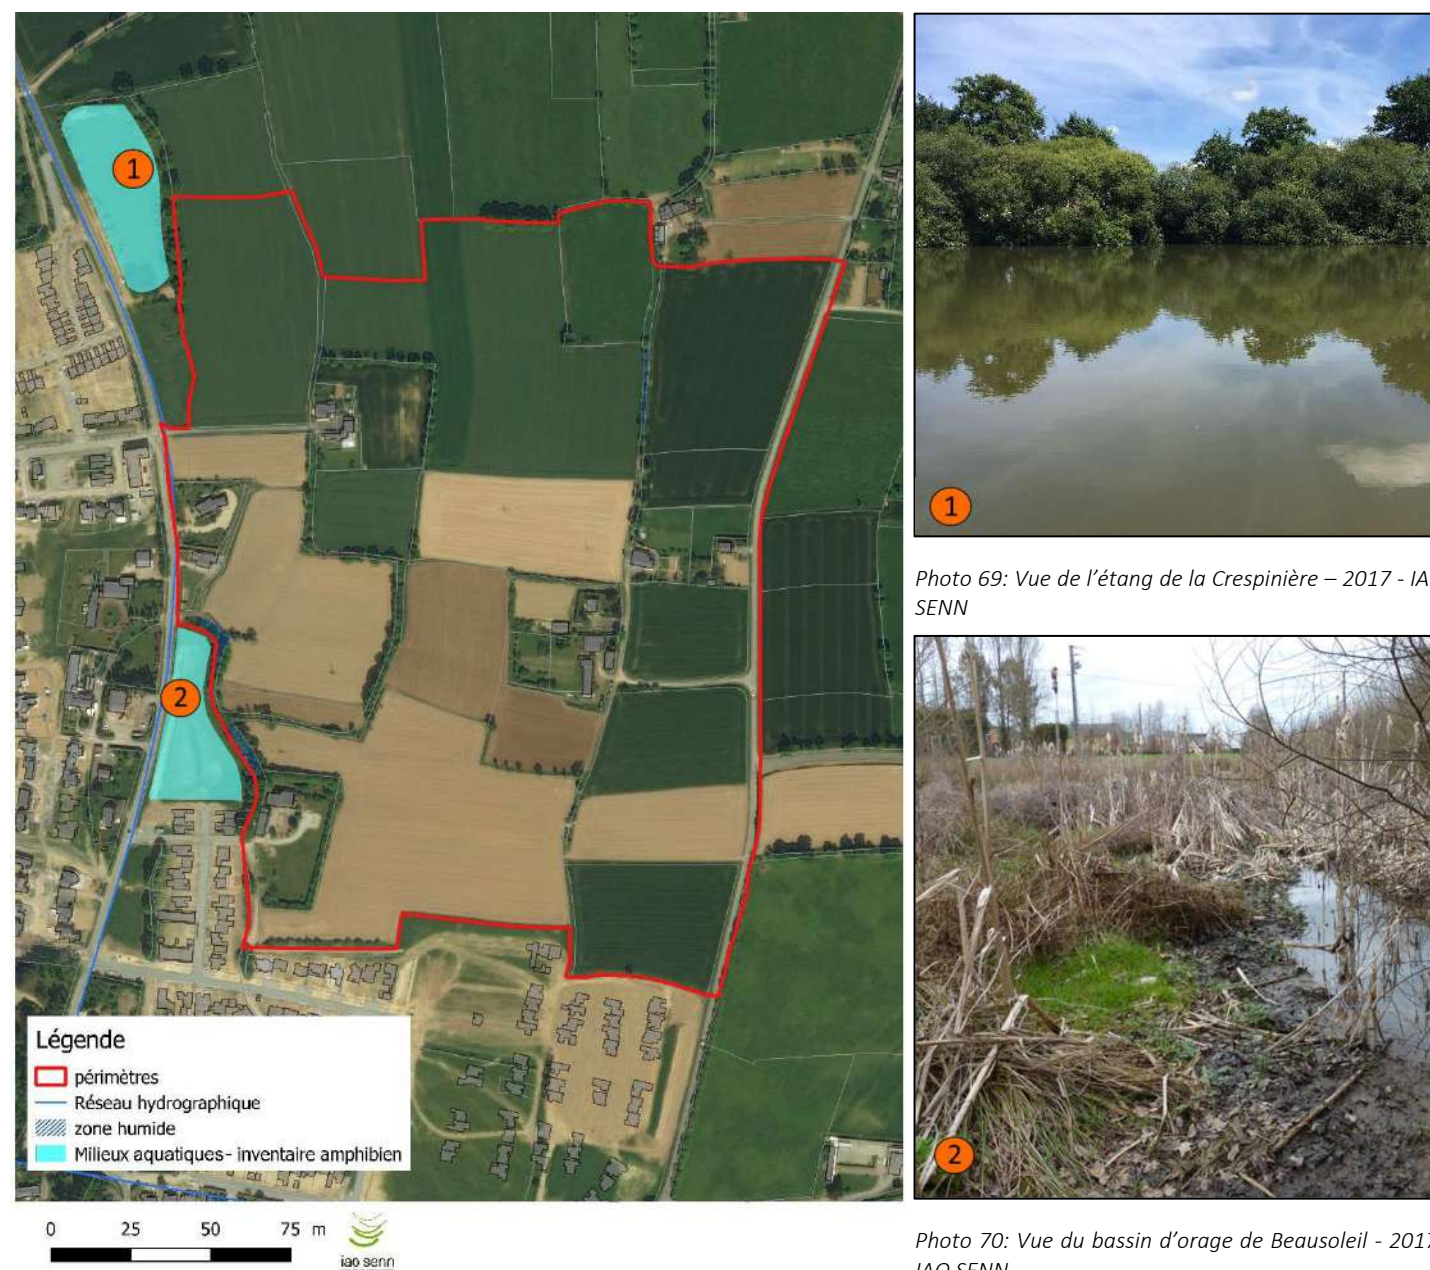 1
2
Légende
périmètres
Réseau hydrographique
zone humide
Milieux aquatiques- inventaire amphibien
0 25 50 75 m
iao senn
1
Photo 69: Vue de l'étang de la Crespinière – 2017 - IA
SENN
2
Photo 70: Vue du bassin d'orage de Beausoleil - 2017
IAO SENN